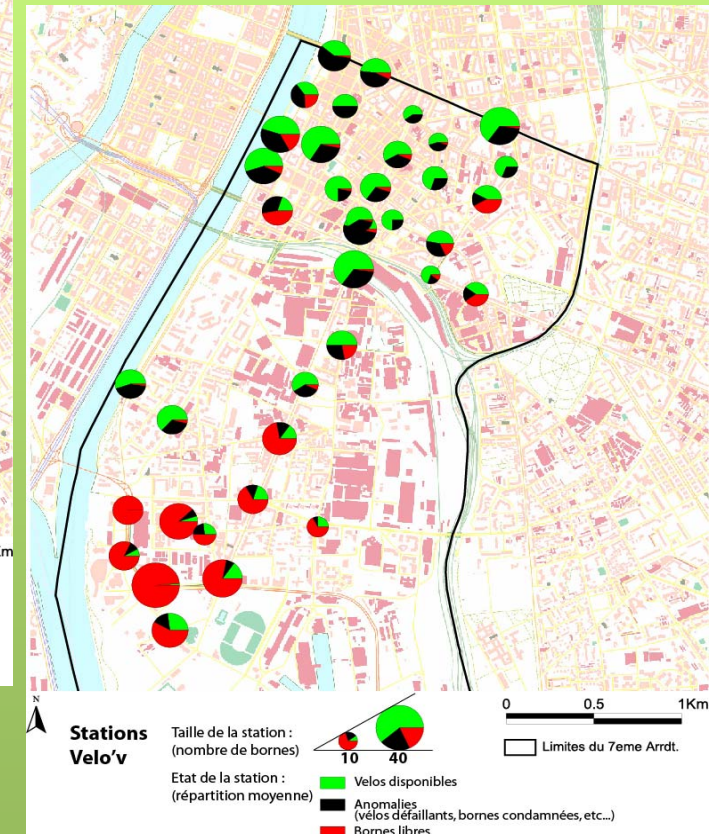 Km
N
Stations
Velo'v
Taille de la station :
(nombre de bornes)
10
40
0
0.5
1Km
Limites du 7eme Arrdt.
Etat de la station :
(répartition moyenne)
Velos disponibles
Anomalies
(vélos défaillants, bornes condamnées, etc...)
Bornes libres